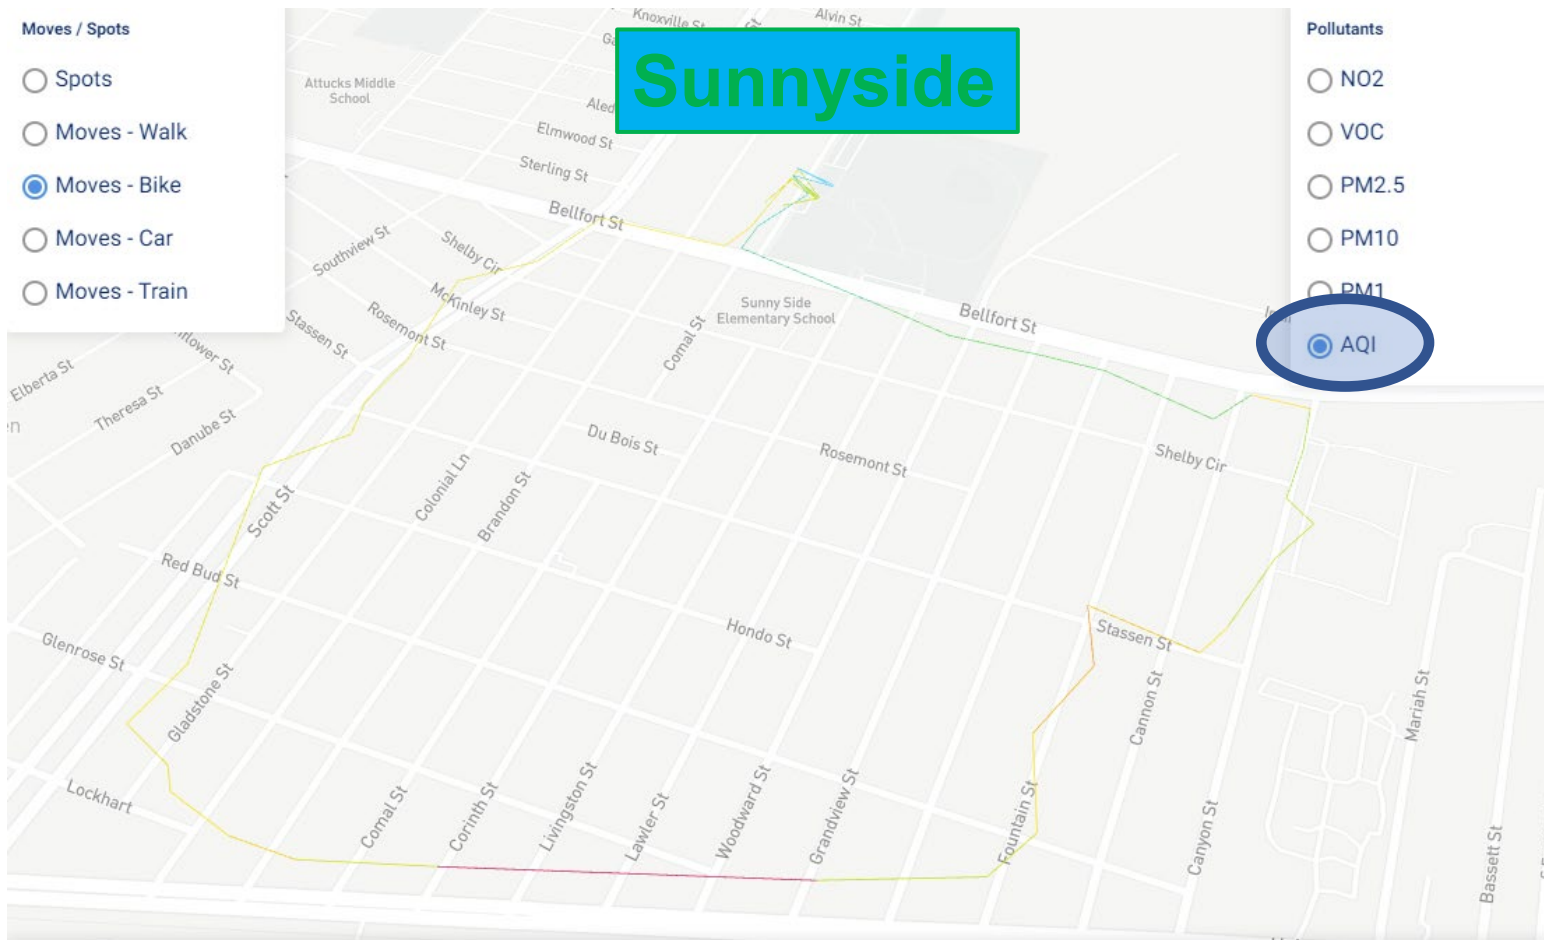 Moves / Spots
Spots
Moves - Walk
Moves - Bike
Moves - Car
Moves - Train
Sunnyside
Pollutants
NO2
VOC
PM2.5
PM10
PM1
AQI
Knoxville St
Alvin St
Attucks Middle
School
Elmwood St
Sterling St
Bellfort St
Southview St
Shelby Cir
McKinley St
Rosemont St
Stassen St
Elberta St
Theresa St
Danube St
Comal St
Sunny Side
Elementary School
Bellfort St
Du Bois St
Rosemont St
Shelby Cir
Colonial Ln
Brandon St
Scott St
Red Bud St
Glenrose St
Gladstone St
Hondo St
Stassen St
Cannon St
Mariah St
Lockhart
Comal St
Corinth St
Livingston St
Lawler St
Woodward St
Grandview St
Fountain St
Canyon St
Bassett St